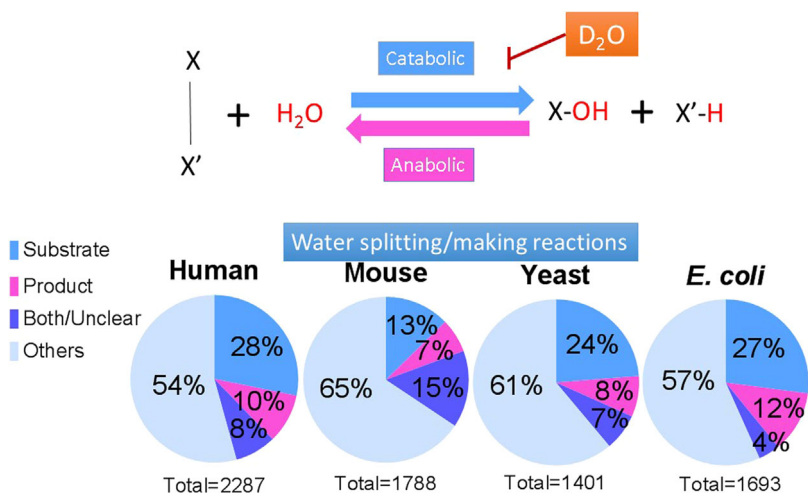 D₂O
Catabolic
X
+ H₂O X-OH + X'-H
X'
Anabolic
Water splitting/making reactions
Substrate
Product
Both/Unclear
Others
Human Mouse Yeast E. coli
28% 10% 8% 54%
13% 7% 15% 65%
24% 8% 7% 61%
27% 12% 4% 57%
Total=2287 Total=1788 Total=1401 Total=1693